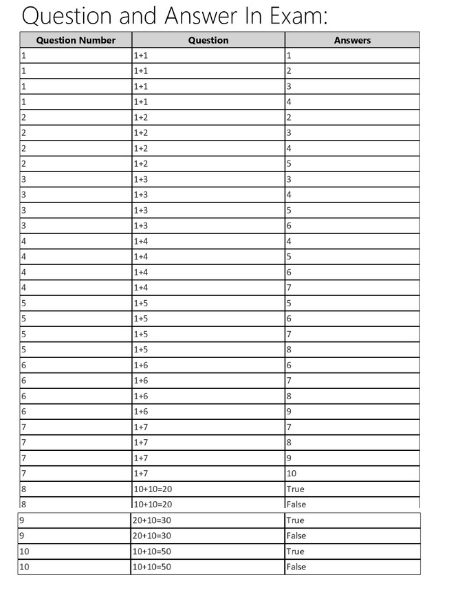 Question and Answer In Exam:
Question Number Question Answers
1 1+1 1
1 1+1 2
1 1+1 3
1 1+1 4
2 1+2 2
2 1+2 3
2 1+2 4
2 1+2 5
3 1+3 3
3 1+3 4
3 1+3 5
3 1+3 6
4 1+4 4
4 1+4 5
4 1+4 6
4 1+4 7
5 1+5 5
5 1+5 6
5 1+5 7
5 1+5 8
6 1+6 6
6 1+6 7
6 1+6 8
6 1+6 9
7 1+7 7
7 1+7 8
7 1+7 9
7 1+7 10
8 10+10=20 True
8 10+10=20 False
9 20+10=30 True
9 20+10=30 False
10 10+10=50 True
10 10+10=50 False